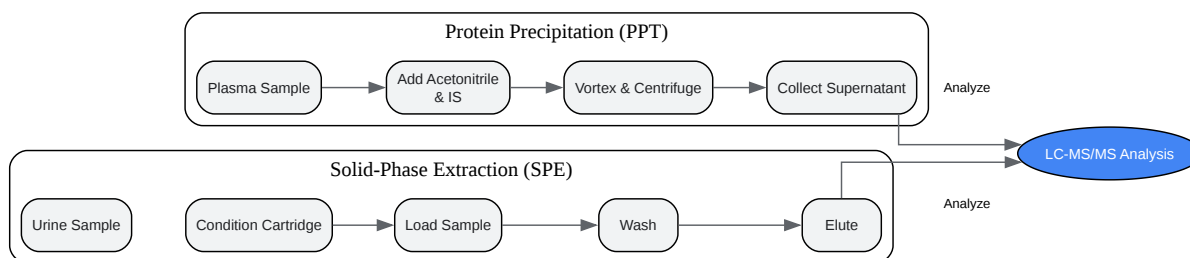 Protein Precipitation (PPT)
Plasma Sample
Add Acetonitrile
& IS
Vortex & Centrifuge
Collect Supernatant
Analyze
LC-MS/MS Analysis
Solid-Phase Extraction (SPE)
Urine Sample
Condition Cartridge
Load Sample
Wash
Elute
Analyze